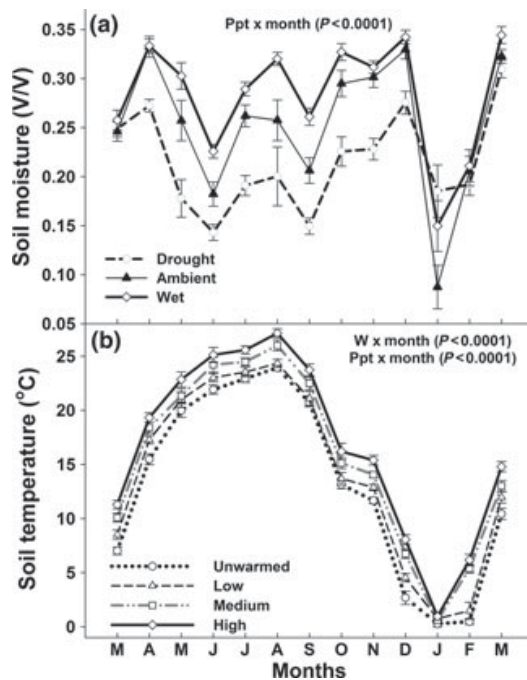 (a)
Ppt x month (P<0.0001)
Soil moisture (V/V)
0.35
0.30
0.25
0.20
0.15
0.10
0.05
Drought
Ambient
Wet
(b)
W x month (P<0.0001)
Ppt x month (P<0.0001)
Soil temperature (°C)
25
20
15
10
5
0
Unwarmed
Low
Medium
High
M A M J J A S O N D J F M
Months